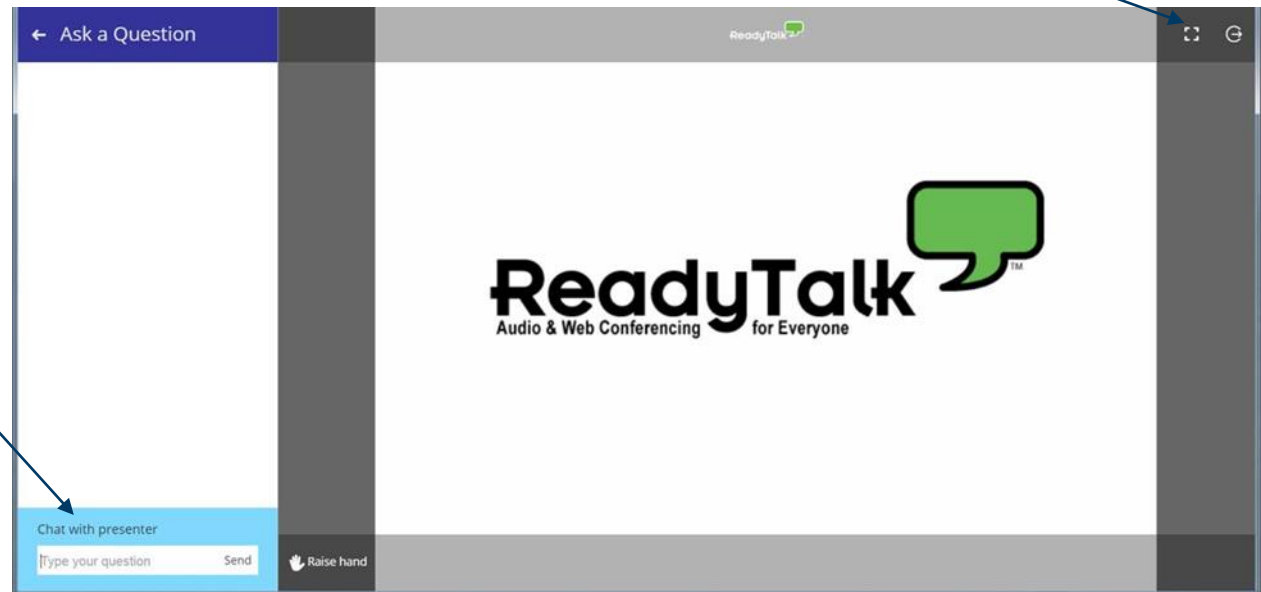 ← Ask a Question
ReadyTalk
ReadyTalk TM
Audio & Web Conferencing for Everyone
Chat with presenter
Type your question Send
Raise hand